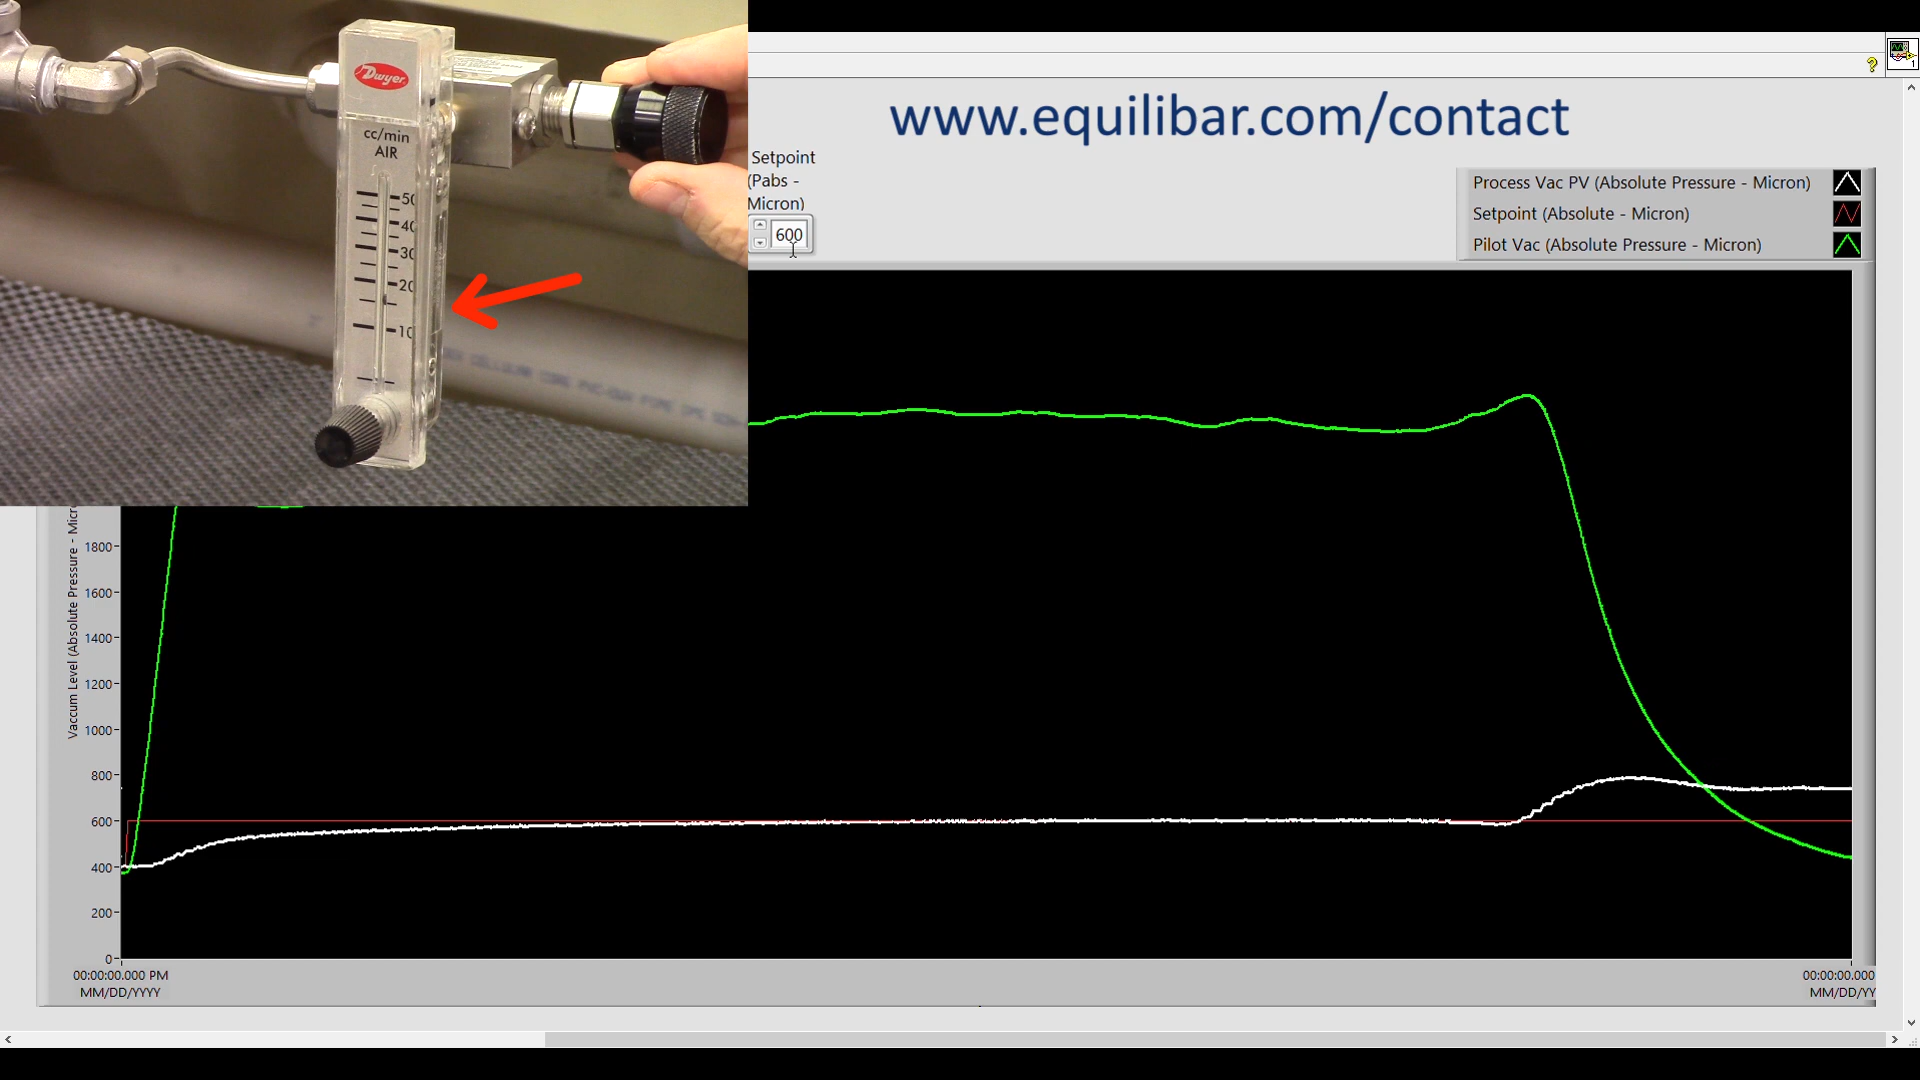 Dwyer
cc/min
AIR
50
40
30
20
10
www.equilibar.com/contact
Setpoint
(Pabs -
Micron)
600
Process Vac PV (Absolute Pressure - Micron)
Setpoint (Absolute - Micron)
Pilot Vac (Absolute Pressure - Micron)
Vaccum Level (Absolute Pressure - Micr
1800
1600
1400
1200
1000
800
600
400
200
0
00:00:00.000 PM
MM/DD/YYYY
00:00:00.000
MM/DD/YY